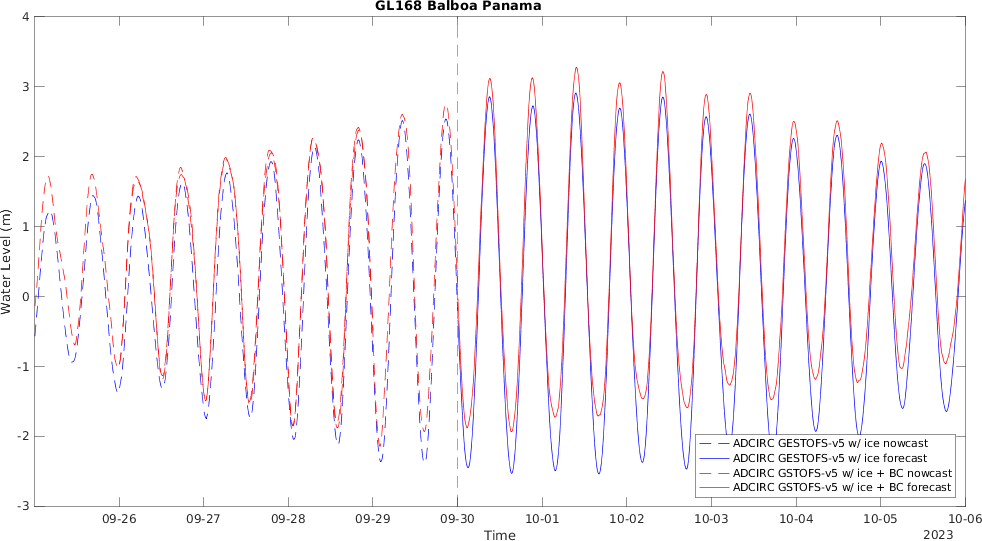 GL168 Balboa Panama
Water Level (m)
4
3
2
1
0
-1
-2
-3
ADCIRC GESTOFS-v5 w/ ice nowcast
ADCIRC GESTOFS-v5 w/ ice forecast
ADCIRC GSTOFS-v5 w/ ice + BC nowcast
ADCIRC GSTOFS-v5 w/ ice + BC forecast
09-26 09-27 09-28 09-29 09-30 10-01 10-02 10-03 10-04 10-05 10-06
Time
2023